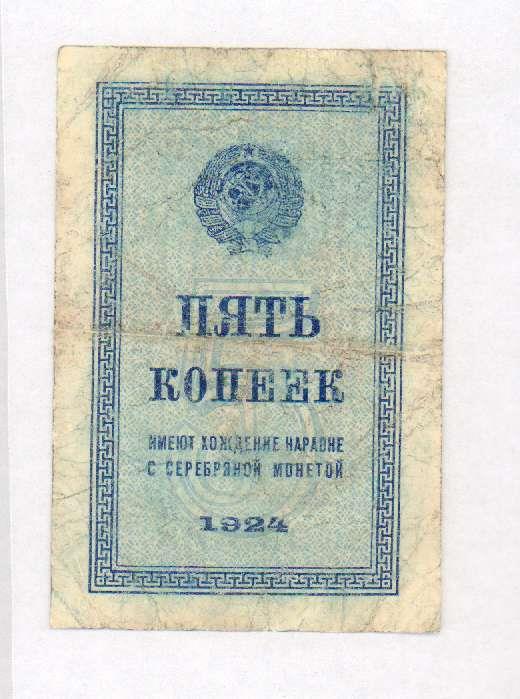 ПЯТЬ
КОПЕЕК
ИМЕЮТ ХОЖДЕНИЕ НАРАВНЕ
С СЕРЕБРЯНОЙ МОНЕТОЙ
1924